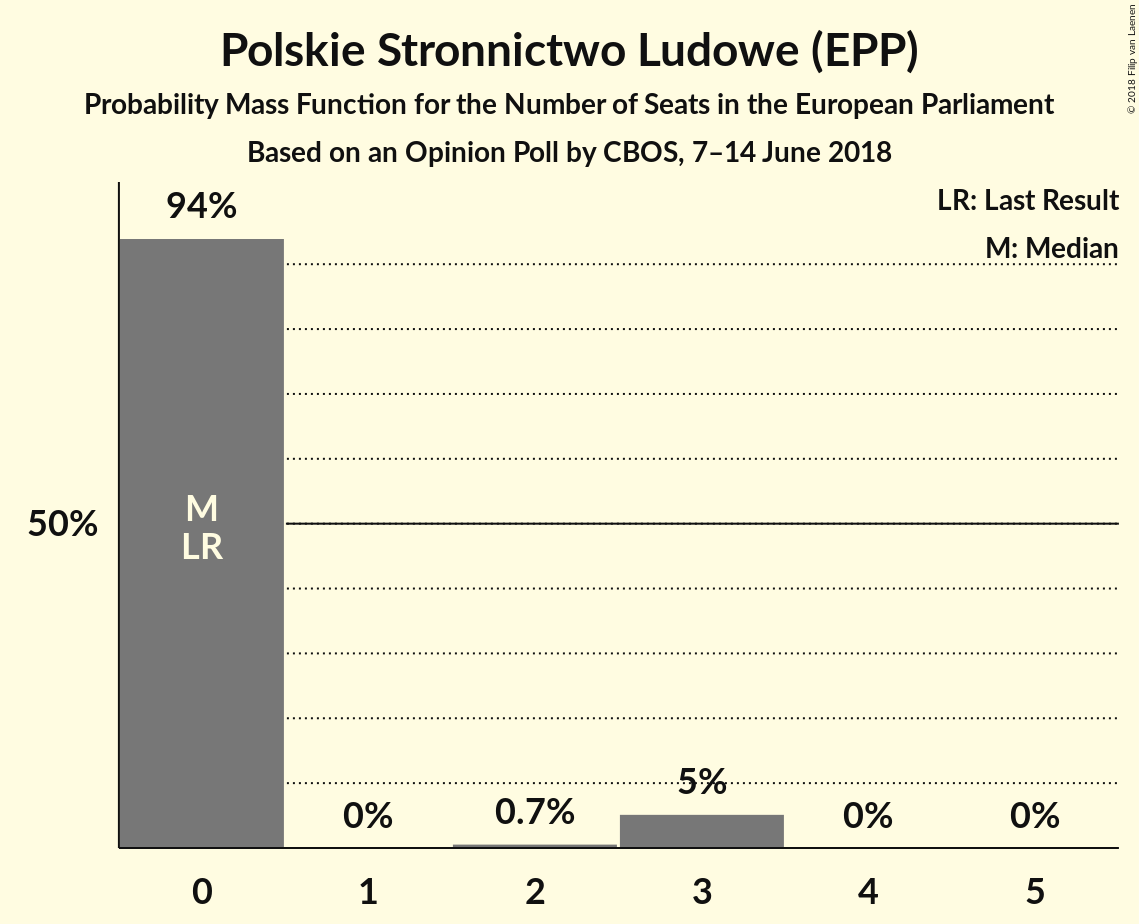 Polskie Stronnictwo Ludowe (EPP)
Probability Mass Function for the Number of Seats in the European Parliament
Based on an Opinion Poll by CBOS, 7–14 June 2018
© 2018 Filip van Laenen
LR: Last Result
M: Median
94%
50%
M
LR
0%
0.7%
5%
0%
0%
0
1
2
3
4
5